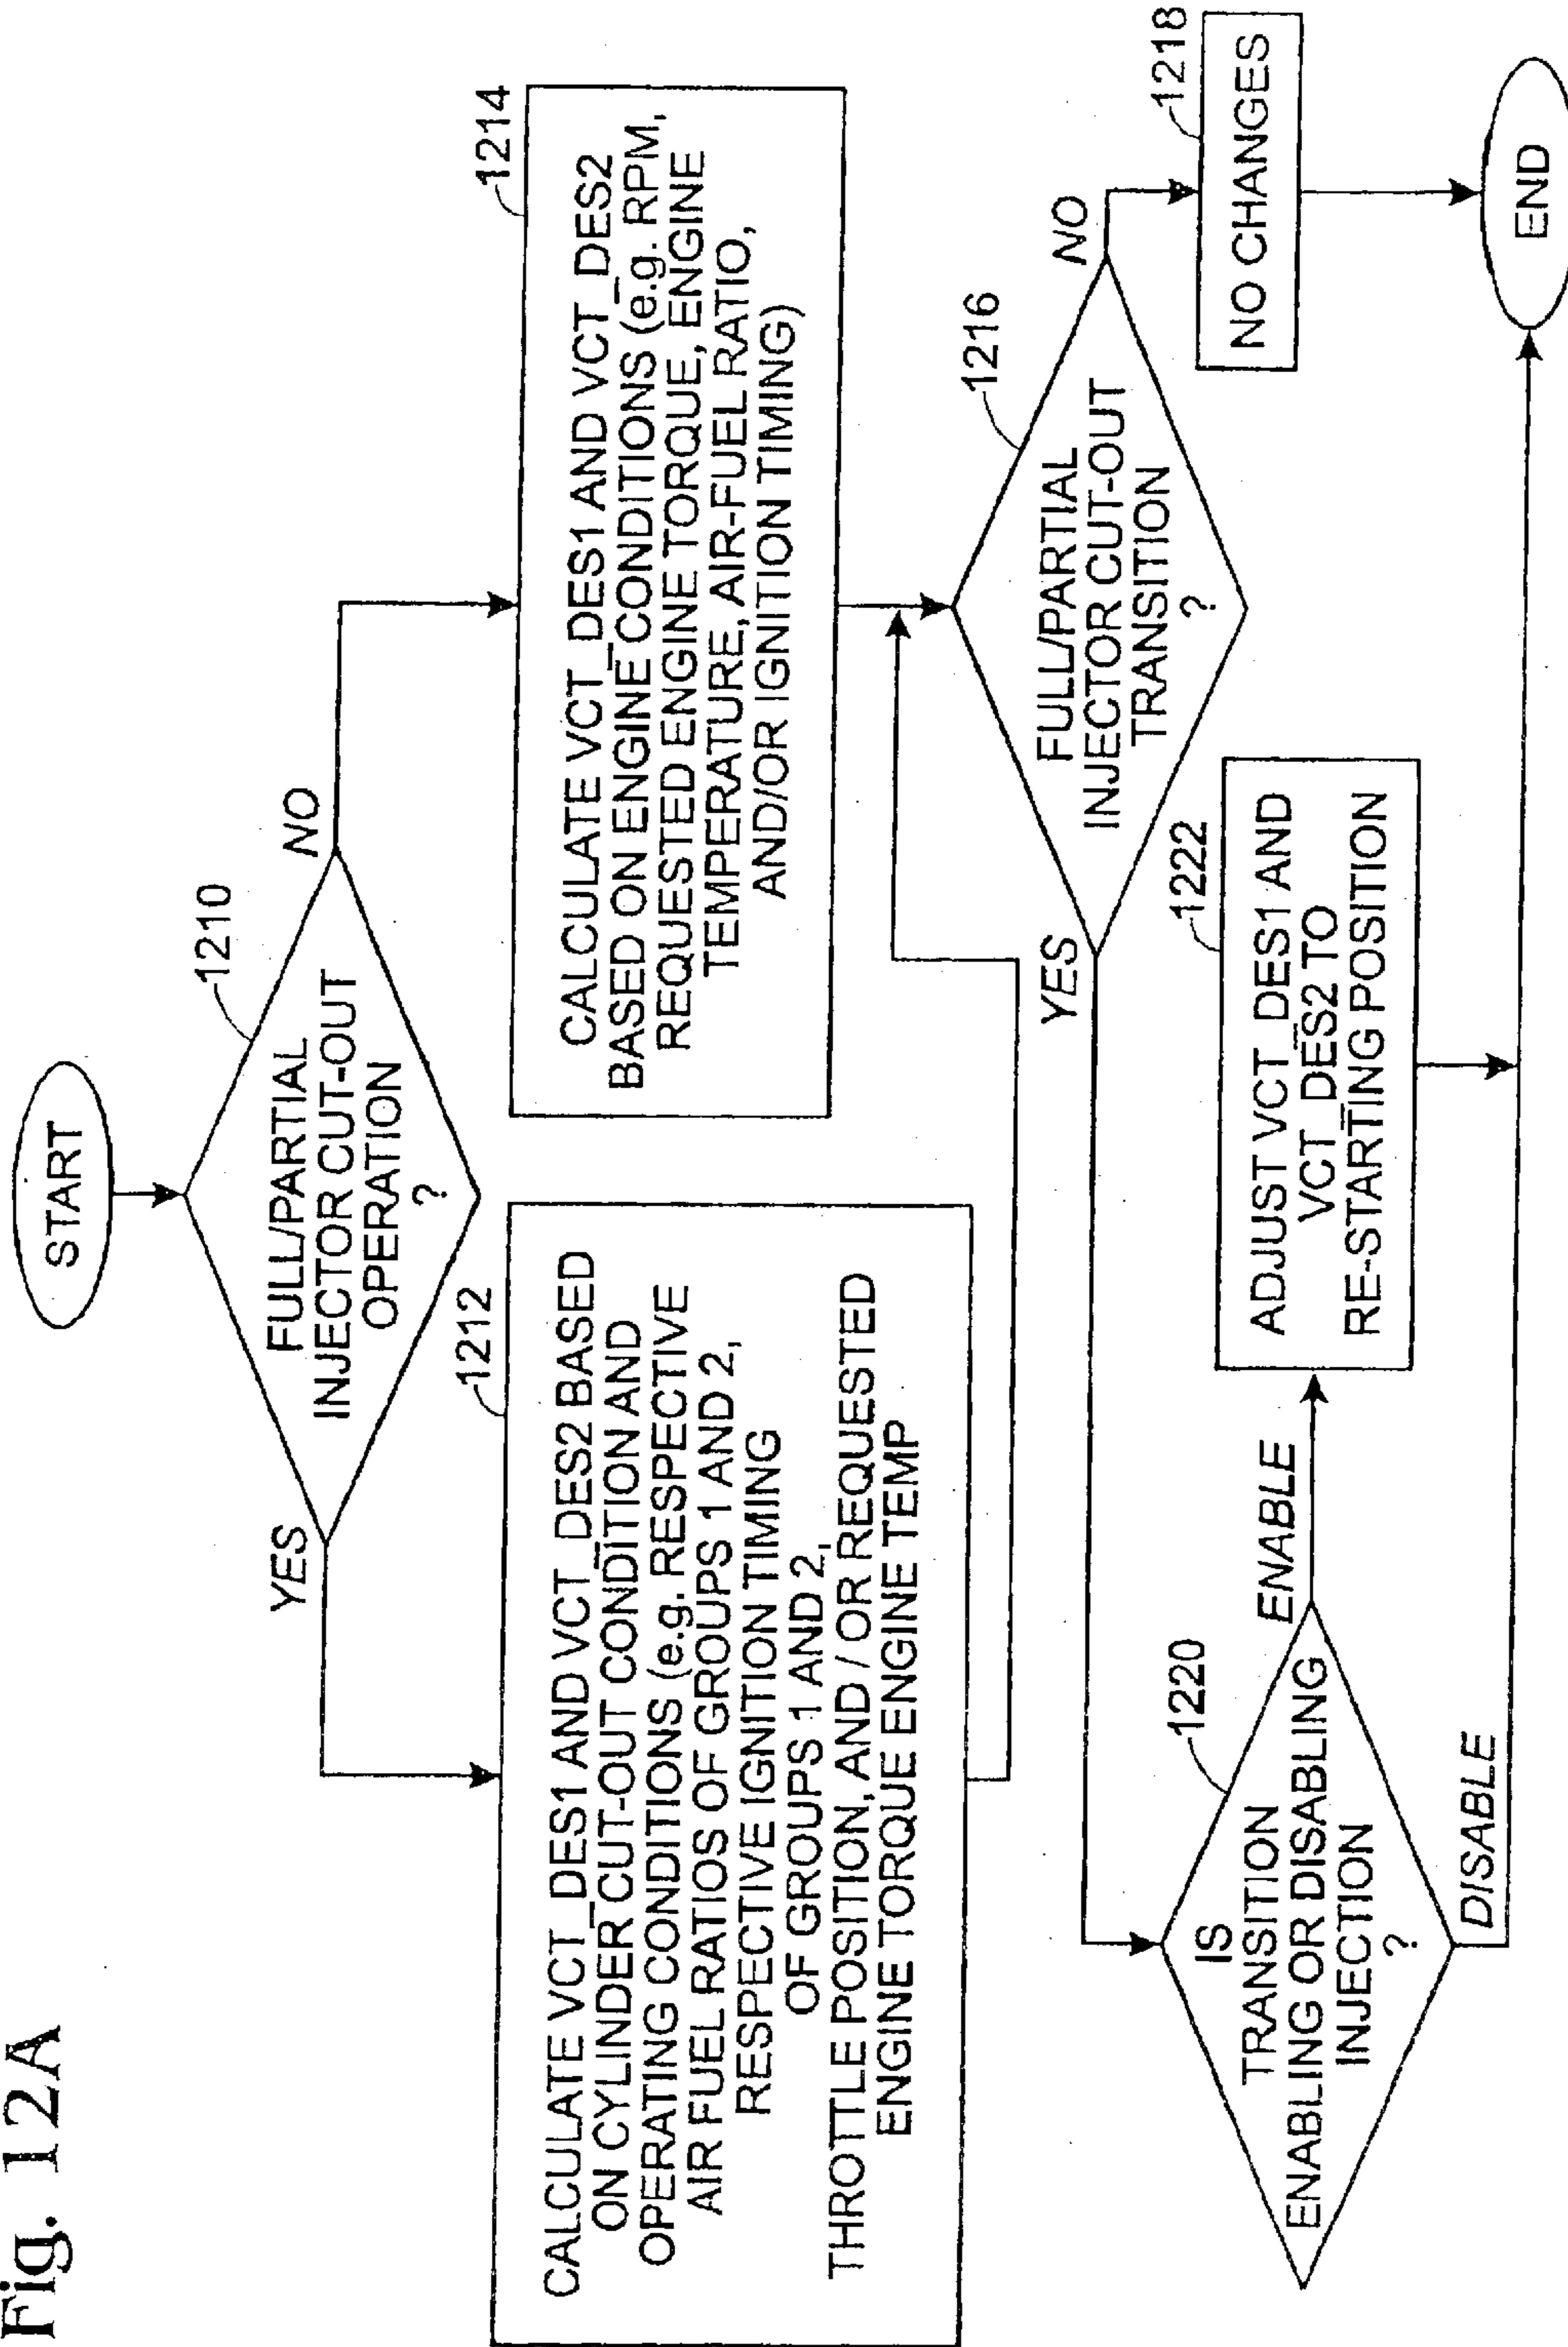 Fig. 12A
START
1210
FULL/PARTIAL
INJECTOR CUT-OUT
OPERATION
?
YES
NO
1212
CALCULATE VCT_DES1 AND VCT_DES2 BASED
ON CYLINDER CUT-OUT CONDITION AND
OPERATING CONDITIONS (e.g. RESPECTIVE
AIR FUEL RATIOS OF GROUPS 1 AND 2,
RESPECTIVE IGNITION TIMING
OF GROUPS 1 AND 2,
THROTTLE POSITION, AND / OR REQUESTED
ENGINE TORQUE ENGINE TEMP
1214
CALCULATE VCT_DES1 AND VCT_DES2
BASED ON ENGINE CONDITIONS (e.g. RPM,
REQUESTED ENGINE TORQUE, ENGINE
TEMPERATURE, AIR-FUEL RATIO,
AND/OR IGNITION TIMING)
1216
FULL/PARTIAL
INJECTOR CUT-OUT
TRANSITION
?
YES
NO
1218
NO CHANGES
1220
IS
TRANSITION
ENABLING OR DISABLING
INJECTION
?
ENABLE
DISABLE
1222
ADJUST VCT_DES1 AND
VCT_DES2 TO
RE-STARTING POSITION
END